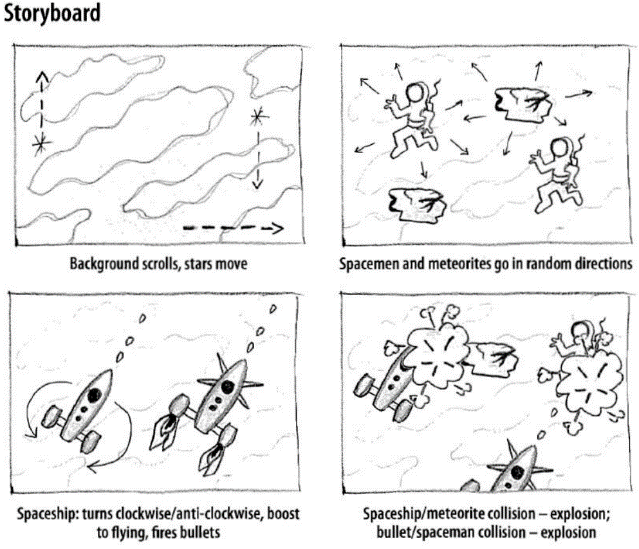 Storyboard
Background scrolls, stars move
Spacemen and meteorites go in random directions
Spaceship: turns clockwise/anti-clockwise, boost
to flying, fires bullets
Spaceship/meteorite collision – explosion;
bullet/spaceman collision – explosion